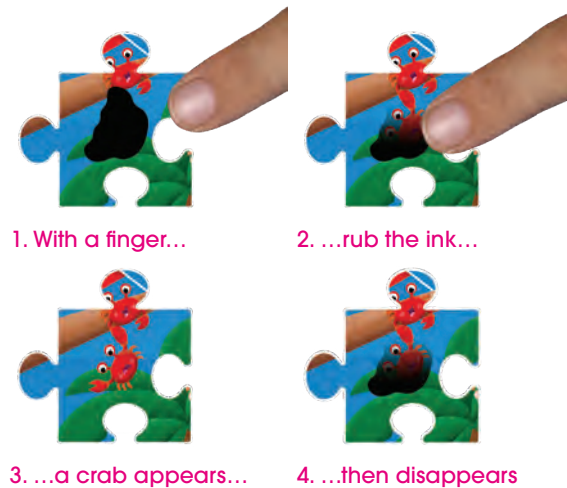 1. With a finger...
2. ...rub the ink...
3. ...a crab appears...
4. ...then disappears